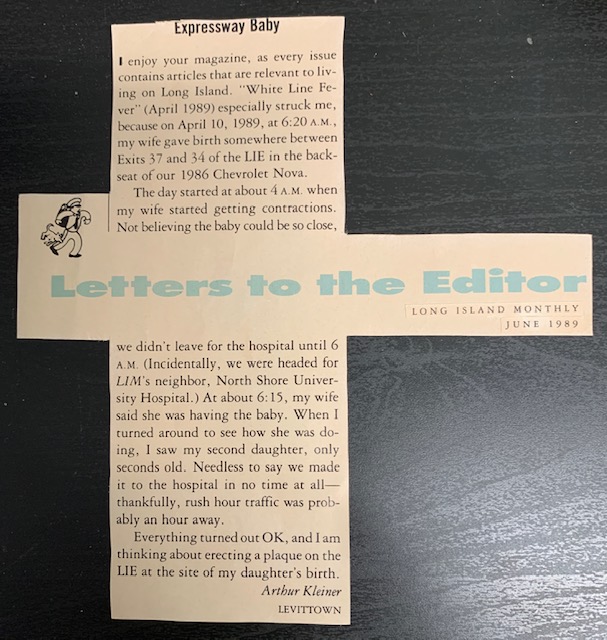 Expressway Baby
I enjoy your magazine, as every issue
contains articles that are relevant to liv-
ing on Long Island. "White Line Fe-
ver" (April 1989) especially struck me,
because on April 10, 1989, at 6:20 A.M.,
my wife gave birth somewhere between
Exits 37 and 34 of the LIE in the back-
seat of our 1986 Chevrolet Nova.
The day started at about 4 A.M. when
my wife started getting contractions.
Not believing the baby could be so close,
Letters to the Editor
LONG ISLAND MONTHLY
JUNE 1989
we didn't leave for the hospital until 6
A.M. (Incidentally, we were headed for
LIM's neighbor, North Shore Univer-
sity Hospital.) At about 6:15, my wife
said she was having the baby. When I
turned around to see how she was do-
ing, I saw my second daughter, only
seconds old. Needless to say we made
it to the hospital in no time at all—
thankfully, rush hour traffic was prob-
ably an hour away.
Everything turned out OK, and I am
thinking about erecting a plaque on the
LIE at the site of my daughter's birth.
Arthur Kleiner
LEVITTOWN